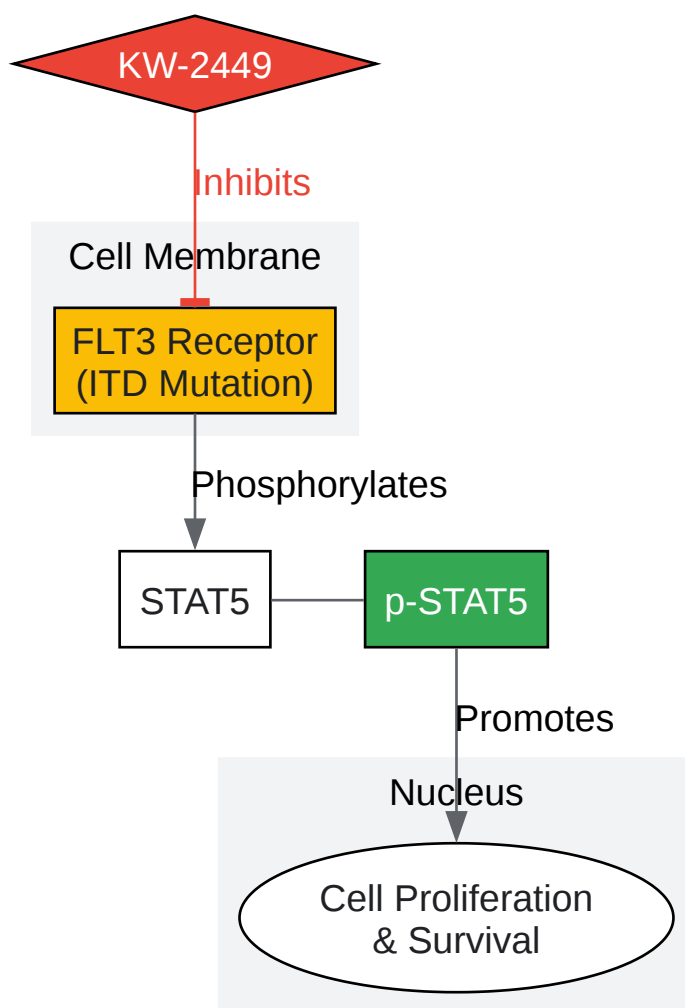 KW-2449
Inhibits
Cell Membrane
FLT3 Receptor
(ITD Mutation)
Phosphorylates
STAT5
p-STAT5
Promotes
Nucleus
Cell Proliferation
& Survival